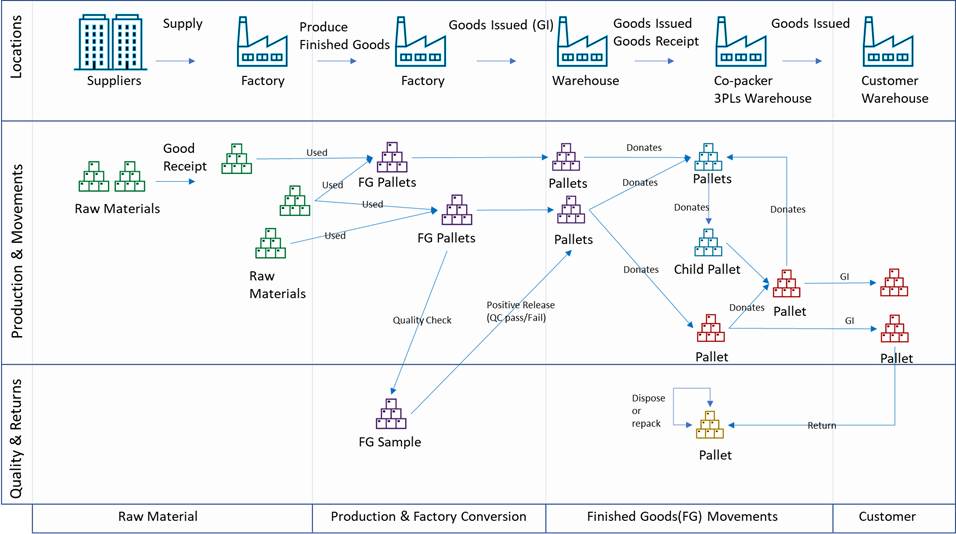 Locations
Supply
Produce
Finished Goods
Goods Issued (GI)
Goods Issued
Goods Receipt
Goods Issued
Suppliers
Factory
Factory
Warehouse
Co-packer
3PLs Warehouse
Customer
Warehouse
Production & Movements
Good
Receipt
Raw Materials
Raw
Materials
Used
Used
Used
Used
FG Pallets
FG Pallets
Pallets
Pallets
Donates
Donates
Donates
Pallets
Donates
Child Pallet
Donates
Donates
Pallet
Pallet
GI
GI
Pallet
Quality Check
Positive Release
(QC pass/Fail)
Quality & Returns
FG Sample
Dispose
or
repack
Pallet
Return
Raw Material
Production & Factory Conversion
Finished Goods(FG) Movements
Customer